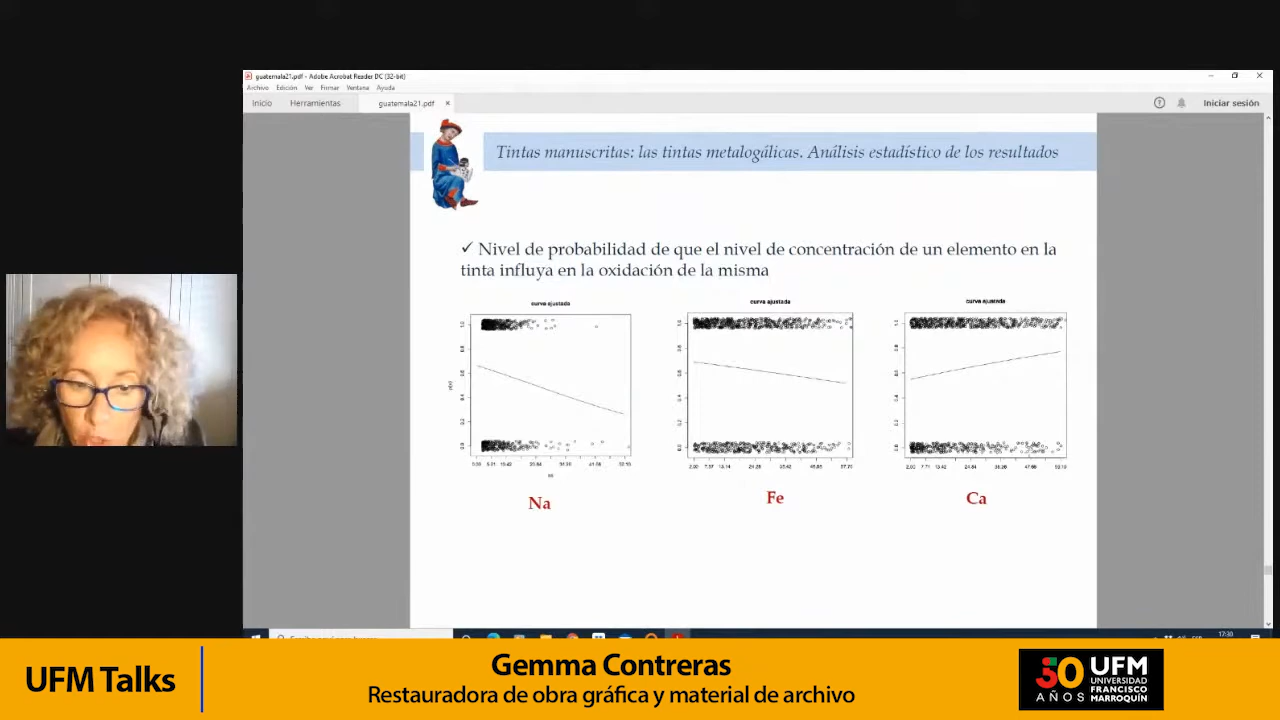 guatemala21.pdf - Adobe Acrobat Reader DC (32-bit)
Archivo Edición Ver Firmar Ventana Ayuda
Inicio Herramientas guatemala21.pdf × Iniciar sesión
Tintas manuscritas: las tintas metalogálicas. Análisis estadístico de los resultados
✓ Nivel de probabilidad de que el nivel de concentración de un elemento en la
tinta influya en la oxidación de la misma
curva ajustada curva ajustada curva ajustada
Na Fe Ca
17:30
UFM Talks
Gemma Contreras
Restauradora de obra gráfica y material de archivo
50 AÑOS
UFM
UNIVERSIDAD
FRANCISCO
MARROQUÍN